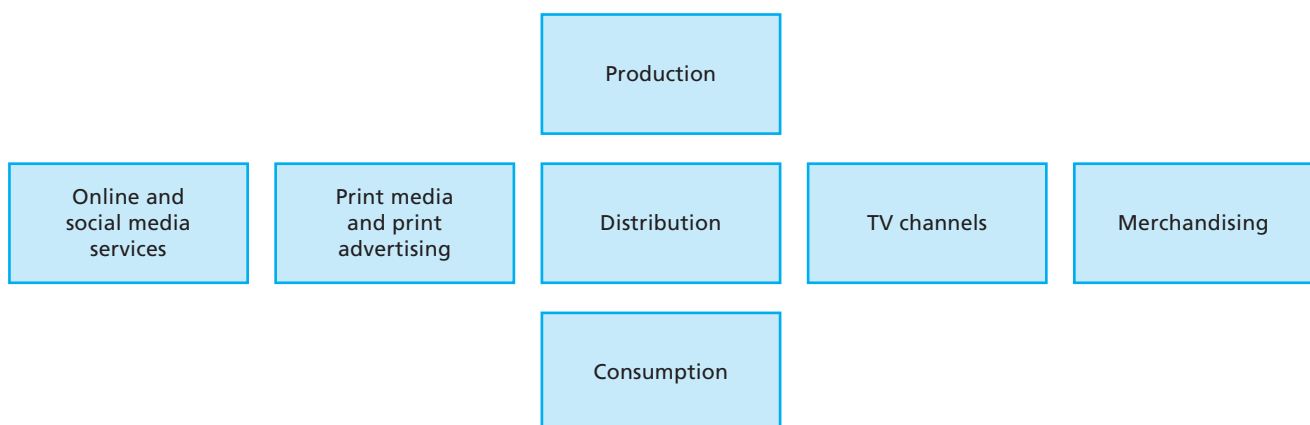 Production
Online and
social media
services
Print media
and print
advertising
Distribution
TV channels
Merchandising
Consumption